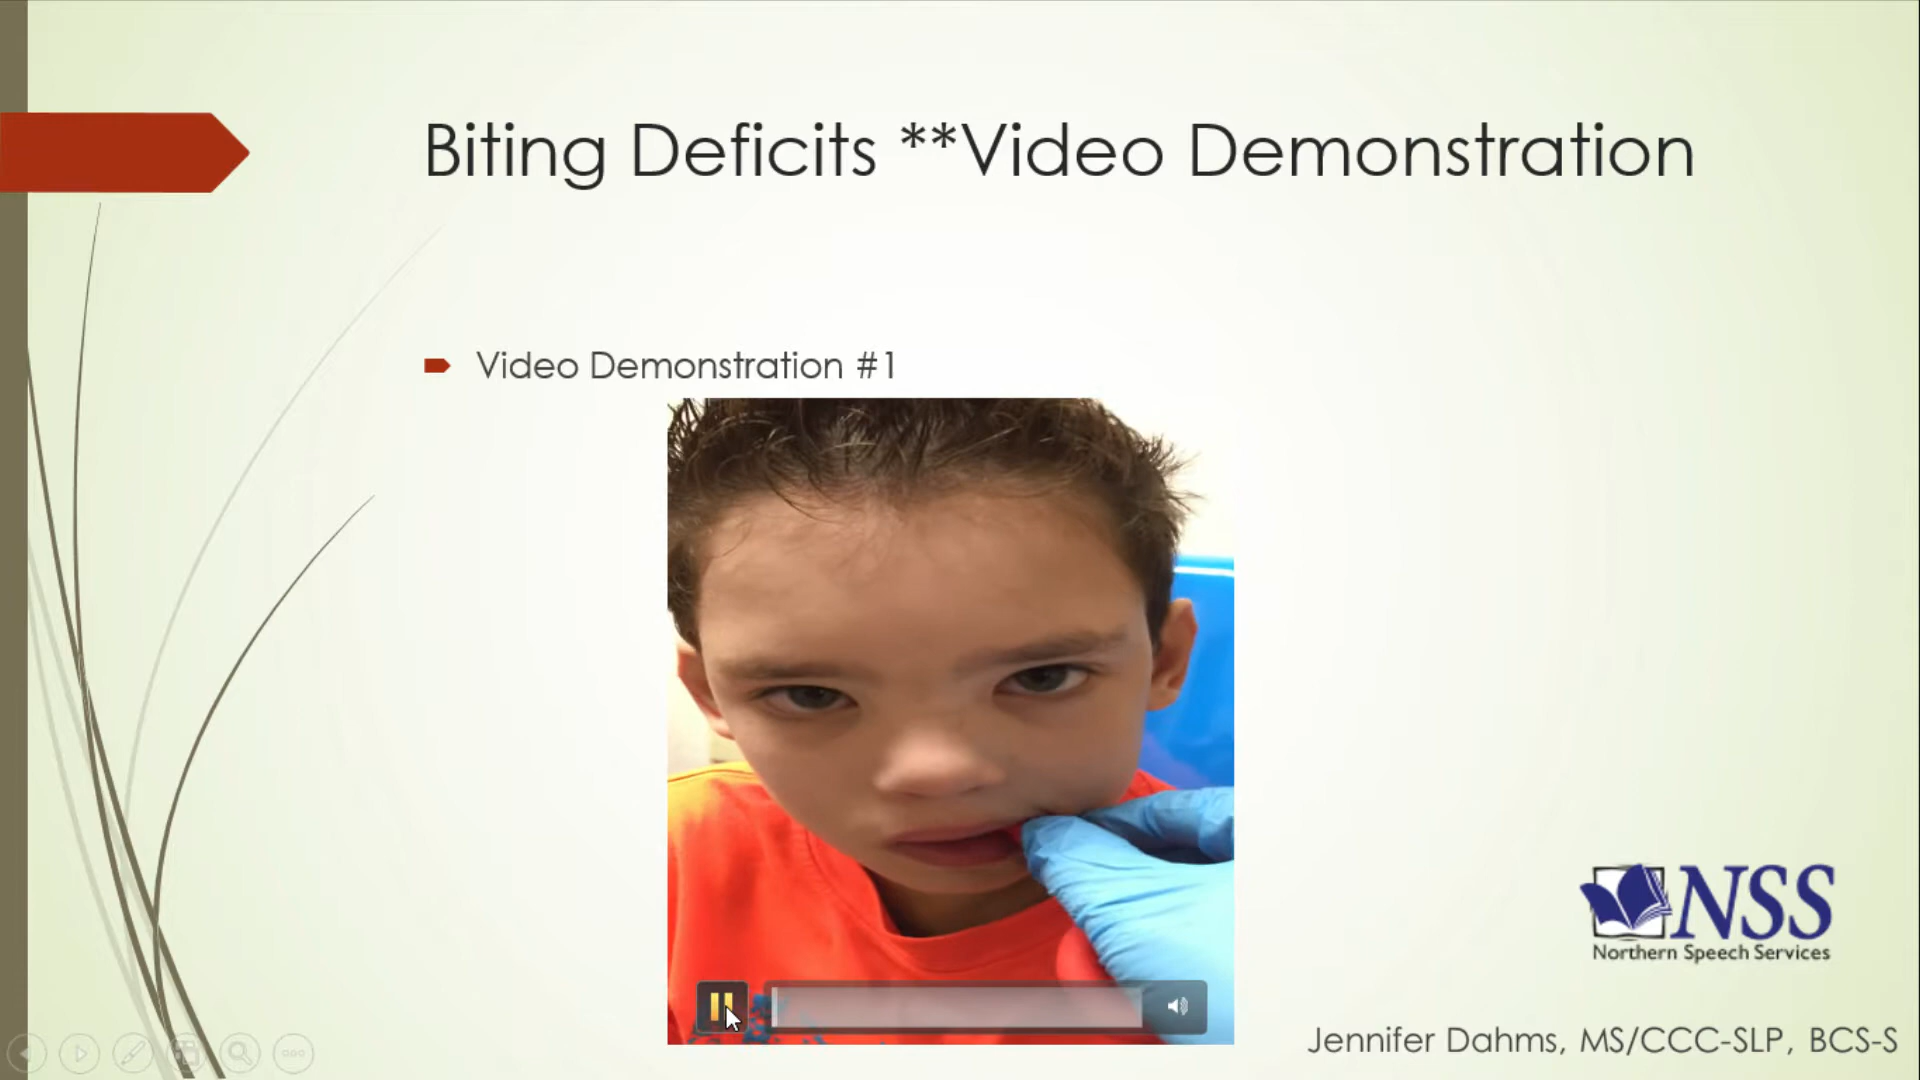 Biting Deficits **Video Demonstration
Video Demonstration #1
NSS
Northern Speech Services
Jennifer Dahms, MS/CCC-SLP, BCS-S